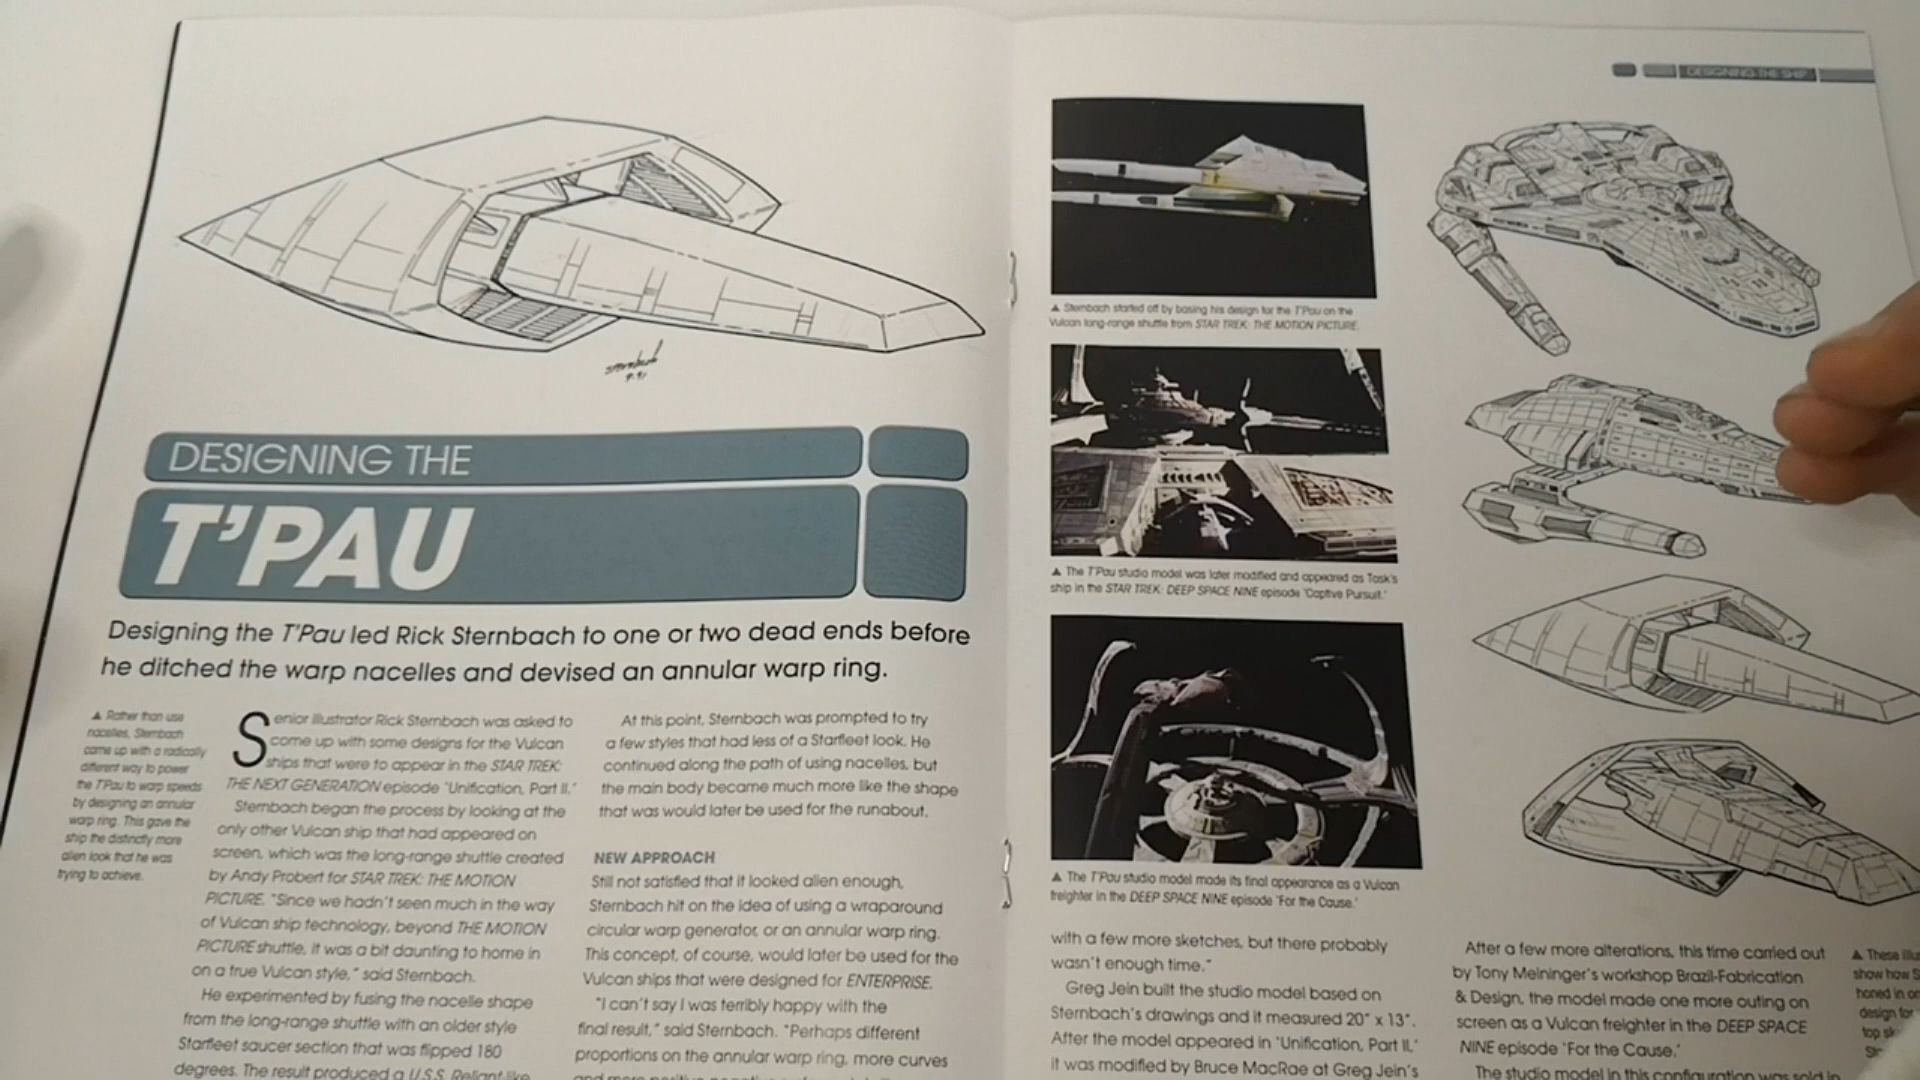 DESIGNING THE SHIP
Sternbach
9.91
DESIGNING THE
T'PAU
Designing the T'Pau led Rick Sternbach to one or two dead ends before
he ditched the warp nacelles and devised an annular warp ring.
▲ Rather than use
nacelles, Sternbach
came up with a radically
different way to power
the T'Pau to warp speeds
by designing an annular
warp ring. This gave the
ship the distinctly more
alien look that he was
trying to achieve.
Senior Illustrator Rick Sternbach was asked to
come up with some designs for the Vulcan
ships that were to appear in the STAR TREK:
THE NEXT GENERATION episode 'Unification, Part II.'
Sternbach began the process by looking at the
only other Vulcan ship that had appeared on
screen, which was the long-range shuttle created
by Andy Probert for STAR TREK: THE MOTION
PICTURE. "Since we hadn't seen much in the way
of Vulcan ship technology, beyond THE MOTION
PICTURE shuttle, it was a bit daunting to home in
on a true Vulcan style," said Sternbach.
He experimented by fusing the nacelle shape
from the long-range shuttle with an older style
Starfleet saucer section that was flipped 180
degrees. The result produced a U.S.S. Reliant-like
At this point, Sternbach was prompted to try
a few styles that had less of a Starfleet look. He
continued along the path of using nacelles, but
the main body became much more like the shape
that was would later be used for the runabout.
NEW APPROACH
Still not satisfied that it looked alien enough,
Sternbach hit on the idea of using a wraparound
circular warp generator, or an annular warp ring.
This concept, of course, would later be used for the
Vulcan ships that were designed for ENTERPRISE.
"I can't say I was terribly happy with the
final result," said Sternbach. "Perhaps different
proportions on the annular warp ring, more curves
▲ Sternbach started off by basing his design for the T'Pau on the
Vulcan long-range shuttle from STAR TREK: THE MOTION PICTURE.
▲ The T'Pau studio model was later modified and appeared as Tosk's
ship in the STAR TREK: DEEP SPACE NINE episode 'Captive Pursuit.'
▲ The T'Pau studio model made its final appearance as a Vulcan
freighter in the DEEP SPACE NINE episode 'For the Cause.'
with a few more sketches, but there probably
wasn't enough time."
Greg Jein built the studio model based on
Sternbach's drawings and it measured 20" x 13".
After the model appeared in 'Unification, Part II,'
it was modified by Bruce MacRae at Greg Jein's
After a few more alterations, this time carried out
by Tony Meininger's workshop Brazil-Fabrication
& Design, the model made one more outing on
screen as a Vulcan freighter in the DEEP SPACE
NINE episode 'For the Cause.'
The studio model in this configuration was sold in
▲ These
show how
honed in
design for
top